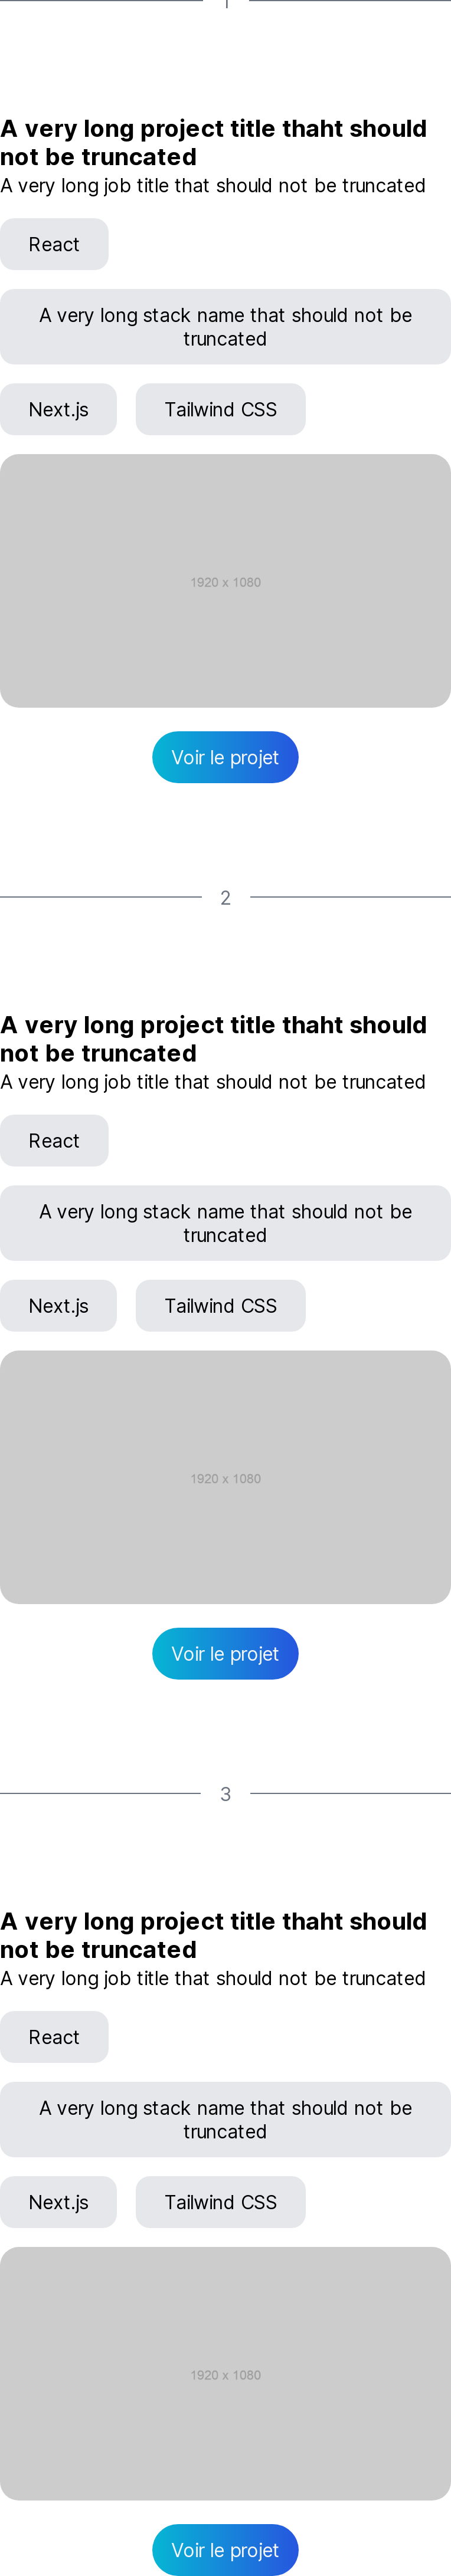 A very long project title thaht should
not be truncated
A very long job title that should not be truncated
React
A very long stack name that should not be
truncated
Next.js Tailwind CSS
1920 x 1080
Voir le projet
2
A very long project title thaht should
not be truncated
A very long job title that should not be truncated
React
A very long stack name that should not be
truncated
Next.js Tailwind CSS
1920 x 1080
Voir le projet
3
A very long project title thaht should
not be truncated
A very long job title that should not be truncated
React
A very long stack name that should not be
truncated
Next.js Tailwind CSS
1920 x 1080
Voir le projet